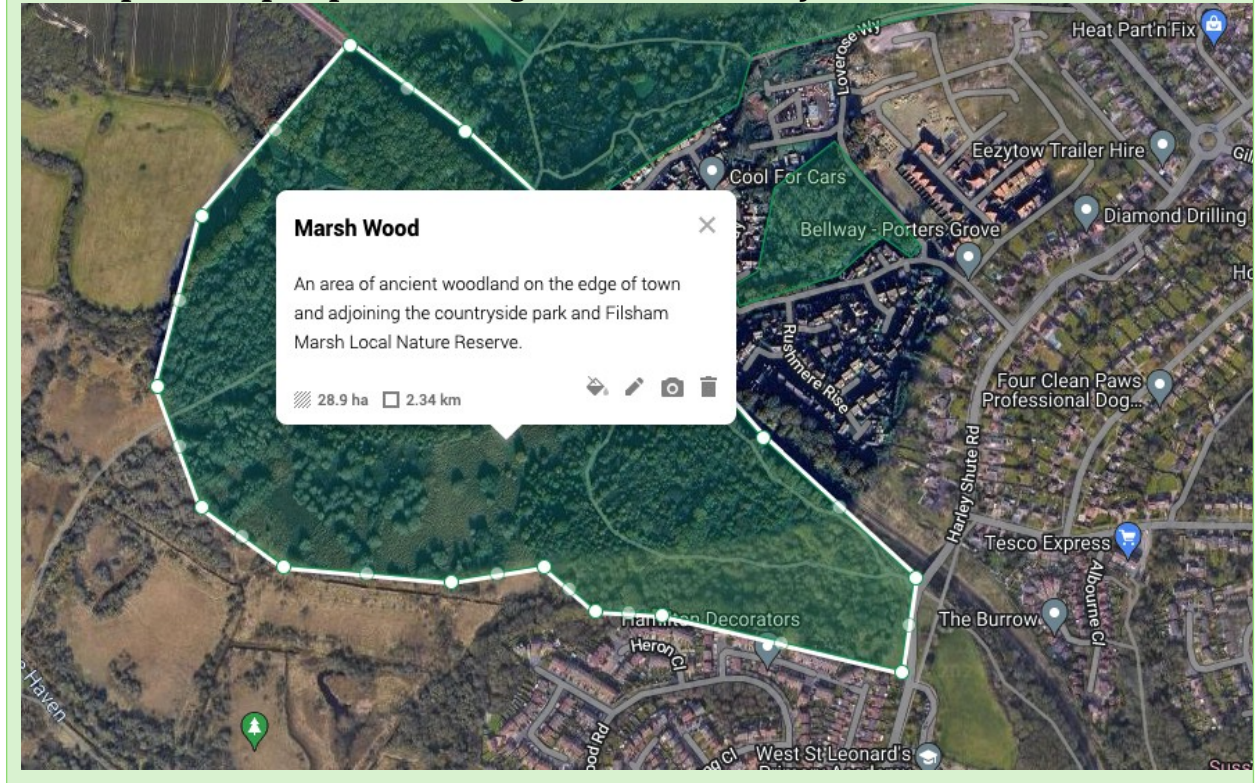 Heat Part'n'Fix
Loverose Wy
Eezytow Trailer Hire
Cool For Cars
Diamond Drilling
Bellway - Porters Grove
Marsh Wood
An area of ancient woodland on the edge of town
and adjoining the countryside park and Filsham
Marsh Local Nature Reserve.
28.9 ha 2.34 km
Rushmere Rise
Four Clean Paws
Professional Dog...
Harley Shute Rd
Tesco Express
Albourne Cl
The Burrow
Hamilton Decorators
Heron Cl
Haven
West St Leonard's